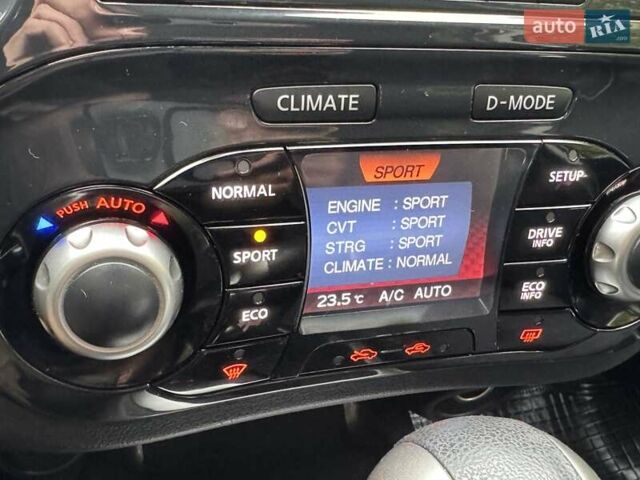 auto RIA.com
CLIMATE
D-MODE
NORMAL
SPORT
ECO
PUSH AUTO
SPORT
ENGINE : SPORT
CVT : SPORT
STRG : SPORT
CLIMATE : NORMAL
23.5°C A/C AUTO
SETUP
DRIVE
INFO
ECO
INFO